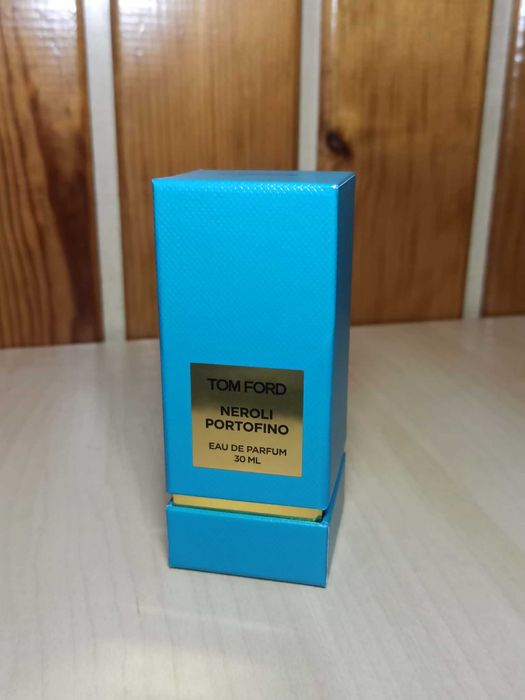 TOM FORD
NEROLI
PORTOFINO
EAU DE PARFUM
30 ML